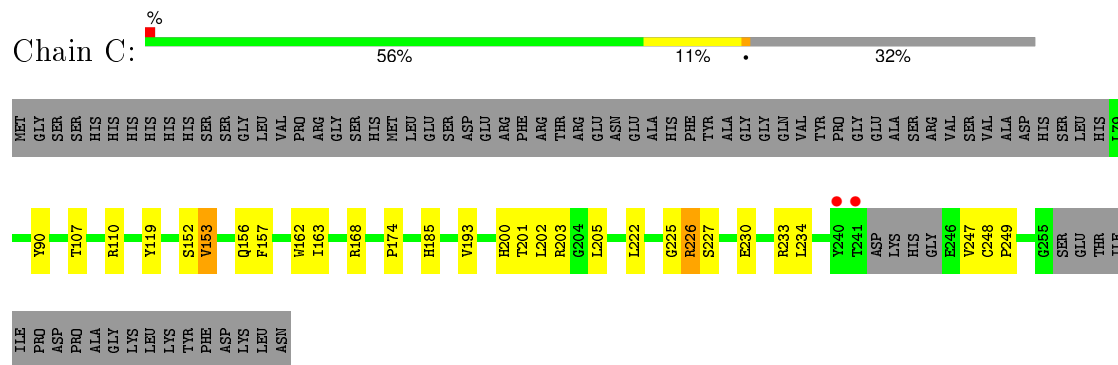 %
Chain C:
56% 11% • 32%
MET GLY SER SER HIS HIS HIS HIS HIS HIS SER SER GLY LEU VAL PRO ARG GLY SER HIS MET LEU GLU SER ASP GLU ARG PHE ARG THR ARG GLU ASN GLU ALA HIS PHE TYR ALA GLY GLY GLN VAL TYR PRO GLY GLU ALA SER ARG VAL SER VAL ALA ASP HIS SER LEU HIS L70
Y90 T107 R110 Y119 S152 V153 Q156 F157 W162 I163 R168 P174 H185 V193 H200 T201 L202 R203 G204 L205 L222 G225 R226 S227 E230 R233 L234 Y240 T241 ASP LYS HIS GLY E246 V247 C248 P249 G255 SER GLU THR ILE
ILE PRO ASP PRO ALA GLY LYS LEU LYS TYR PHE ASP LYS LEU ASN